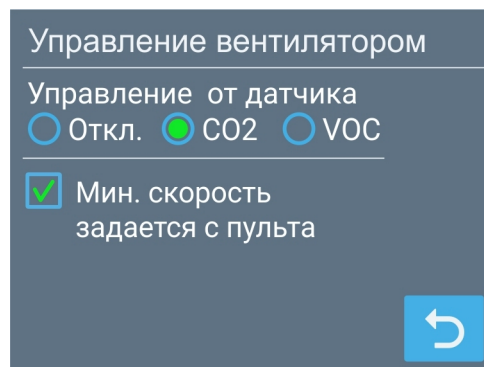 Управление вентилятором
Управление от датчика
Откл. CO2 VOC
Мин. скорость
задается с пульта